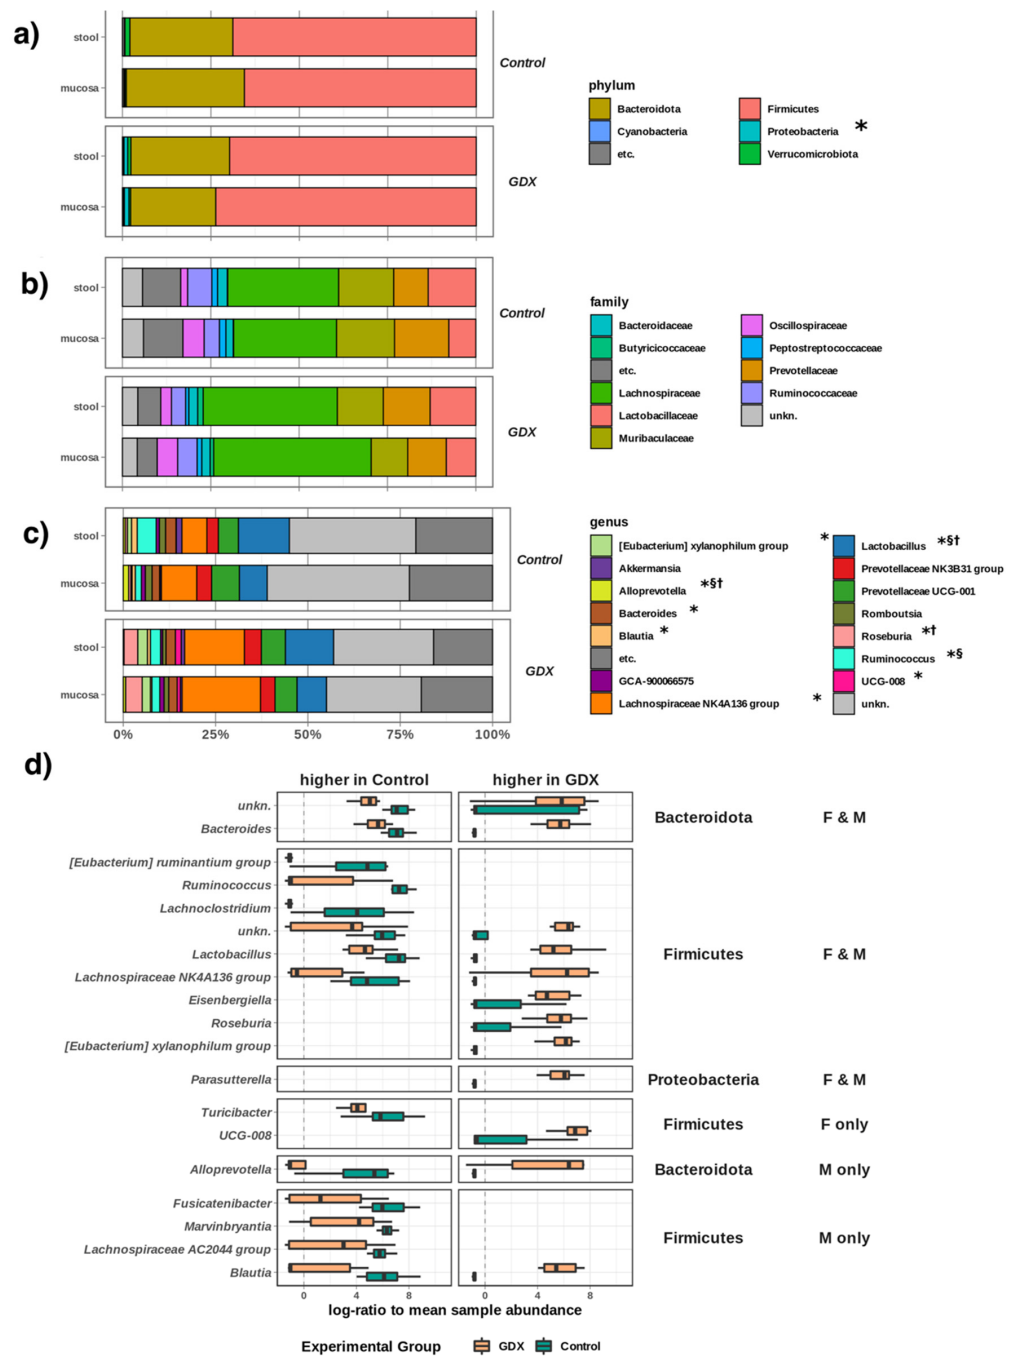 a)
stool
mucosa
Control
stool
mucosa
GDX
phylum
Bacteroidota
Cyanobacteria
etc.
Firmicutes
Proteobacteria *
Verrucomicrobiota
b)
stool
mucosa
Control
stool
mucosa
GDX
family
Bacteroidaceae
Butyricicoccaceae
etc.
Lachnospiraceae
Lactobacillaceae
Muribaculaceae
Oscillospiraceae
Peptostreptococcaceae
Prevotellaceae
Ruminococcaceae
unkn.
c)
stool
mucosa
Control
stool
mucosa
GDX
0% 25% 50% 75% 100%
genus
[Eubacterium] xylanophilum group *
Akkermansia
Alloprevotella *§†
Bacteroides *
Blautia *
etc.
GCA-900066575
Lachnospiraceae NK4A136 group *
Lactobacillus *§†
Prevotellaceae NK3B31 group
Prevotellaceae UCG-001
Romboutsia
Roseburia *†
Ruminococcus *§
UCG-008 *
unkn.
d)
higher in Control higher in GDX
unkn.
Bacteroides
Bacteroidota F & M
[Eubacterium] ruminantium group
Ruminococcus
Lachnoclostridium
unkn.
Lactobacillus
Lachnospiraceae NK4A136 group
Eisenbergiella
Roseburia
[Eubacterium] xylanophilum group
Firmicutes F & M
Parasutterella
Proteobacteria F & M
Turicibacter
UCG-008
Firmicutes F only
Alloprevotella
Bacteroidota M only
Fusicatenibacter
Marvinbryantia
Lachnospiraceae AC2044 group
Blautia
Firmicutes M only
0 4 8 0 4 8
log-ratio to mean sample abundance
Experimental Group GDX Control